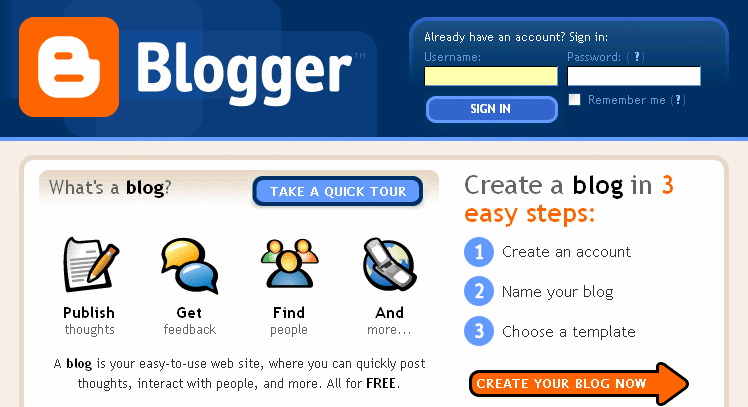 Blogger™
Already have an account? Sign in:
Username:
Password: (?)
SIGN IN
Remember me (?)
What's a blog?
TAKE A QUICK TOUR
Publish
thoughts
Get
feedback
Find
people
And
more...
A blog is your easy-to-use web site, where you can quickly post
thoughts, interact with people, and more. All for FREE.
Create a blog in 3
easy steps:
1 Create an account
2 Name your blog
3 Choose a template
CREATE YOUR BLOG NOW